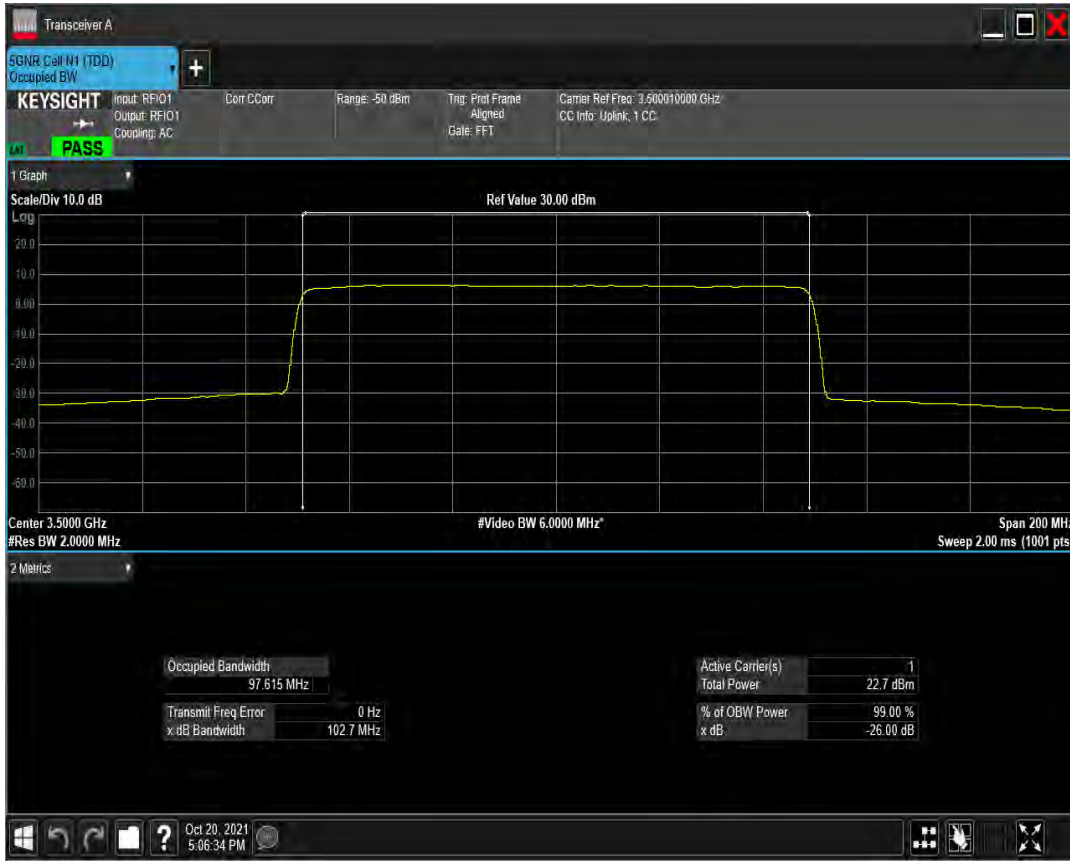 Transceiver A
5GNR Cell N1 (TDD)
Occupied BW
KEYSIGHT
Input: RFIO1
Output: RFIO1
Coupling: AC
Corr CCorr
Range: -50 dBm
Trig: Prot Frame
Aligned
Gate: FFT
Carrier Ref Freq: 3.500010000 GHz
CC Info: Uplink, 1 CC
PASS
1 Graph
Scale/Div 10.0 dB
Ref Value 30.00 dBm
Log
20.0
10.0
0.00
-10.0
-20.0
-30.0
-40.0
-50.0
-60.0
Center 3.5000 GHz
#Video BW 6.0000 MHz*
Span 200 MHz
#Res BW 2.0000 MHz
Sweep 2.00 ms (1001 pts
2 Metrics
Occupied Bandwidth
97.615 MHz
Transmit Freq Error 0 Hz
x dB Bandwidth 102.7 MHz
Active Carrier(s) 1
Total Power 22.7 dBm
% of OBW Power 99.00 %
x dB -26.00 dB
?
Oct 20, 2021
5:06:34 PM